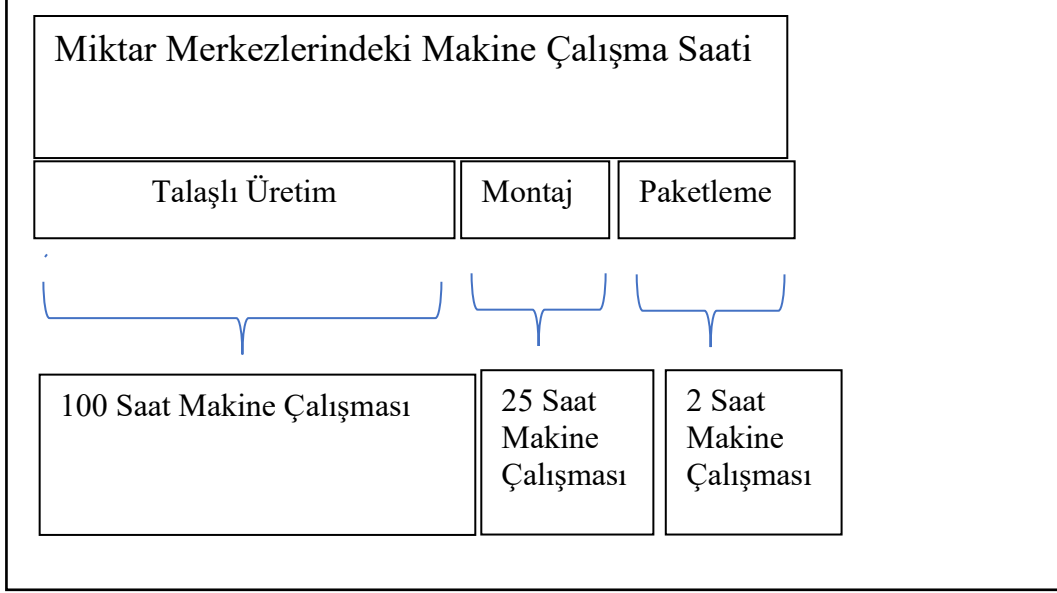 Miktar Merkezlerindeki Makine Çalışma Saati
Talaşlı Üretim
Montaj
Paketleme
100 Saat Makine Çalışması
25 Saat
Makine
Çalışması
2 Saat
Makine
Çalışması